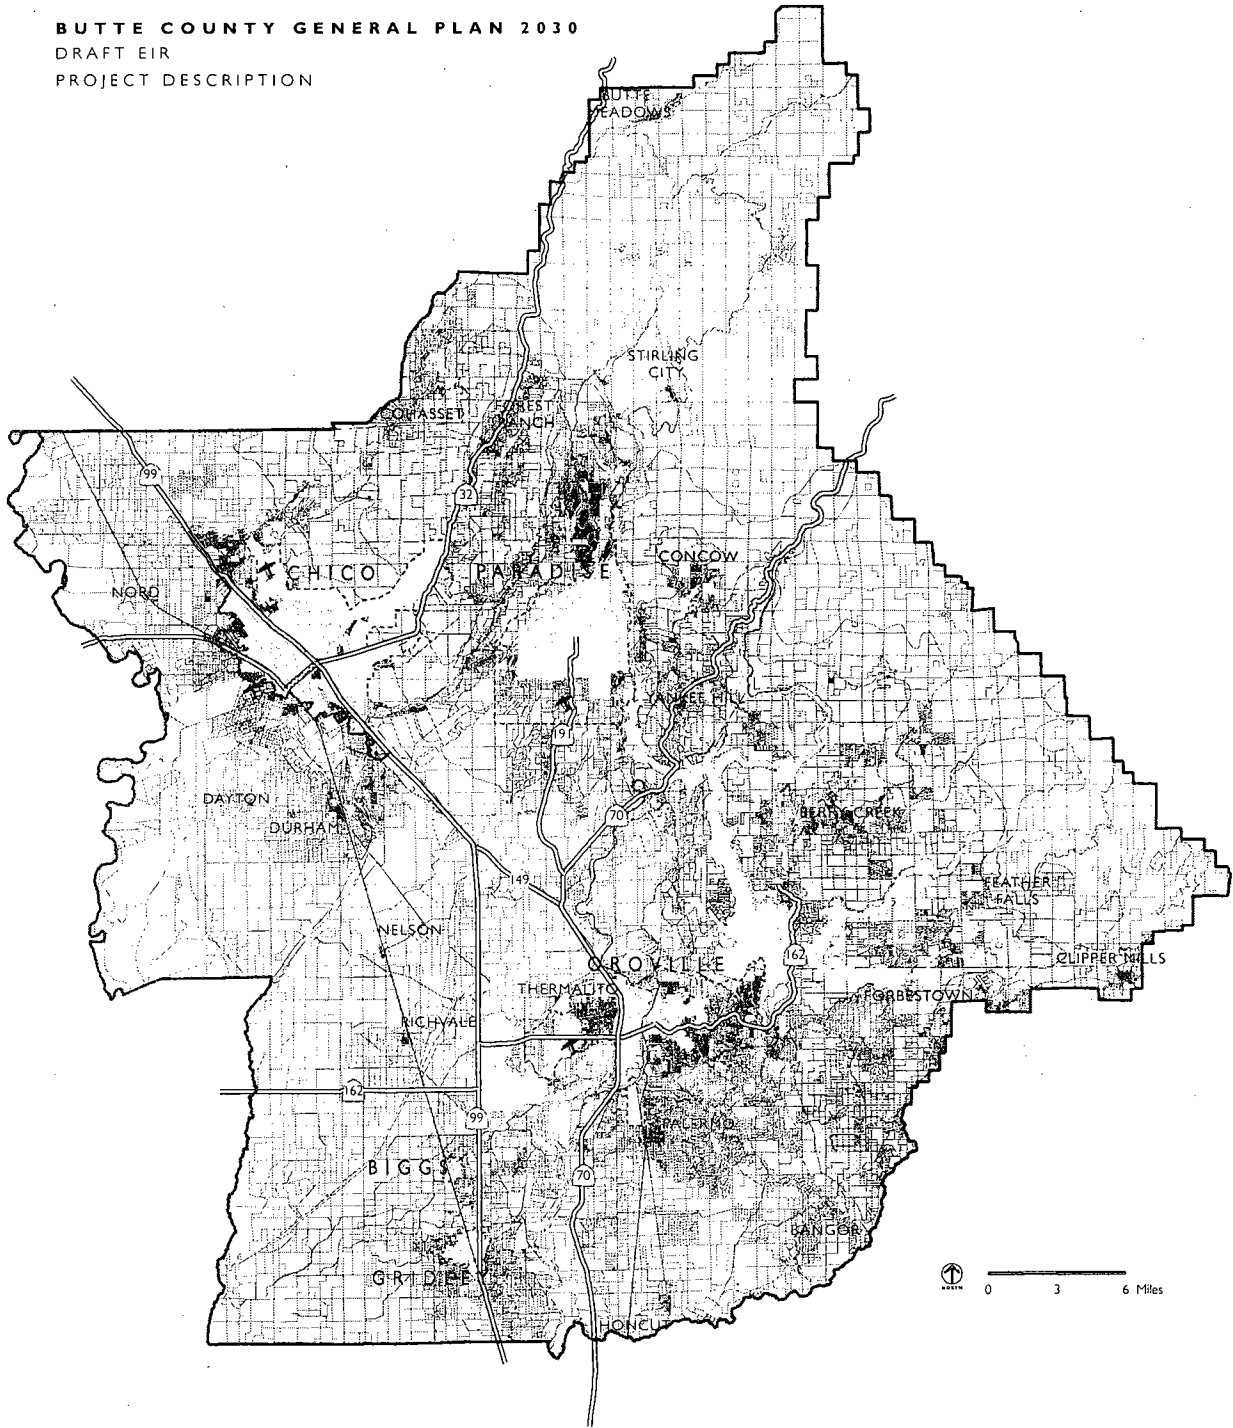 BUTTE COUNTY GENERAL PLAN 2030
DRAFT EIR
PROJECT DESCRIPTION
BUTTE
MEADOWS
STIRLING
CITY
COHASSET
FOREST
RANCH
99
32
CHICO
PARADISE
CONCOW
NORD
YANKEE HILL
191
DAYTON
DURHAM
70
BERRY CREEK
149
FEATHER
FALLS
NELSON
OROVILLE
162
CLIPPER MILLS
THERMALITO
FORBESTOWN
RICHVALE
162
99
PALERMO
BIGGS
70
BANGOR
GRIDLEY
HONCUT
NORTH
0 3 6 Miles